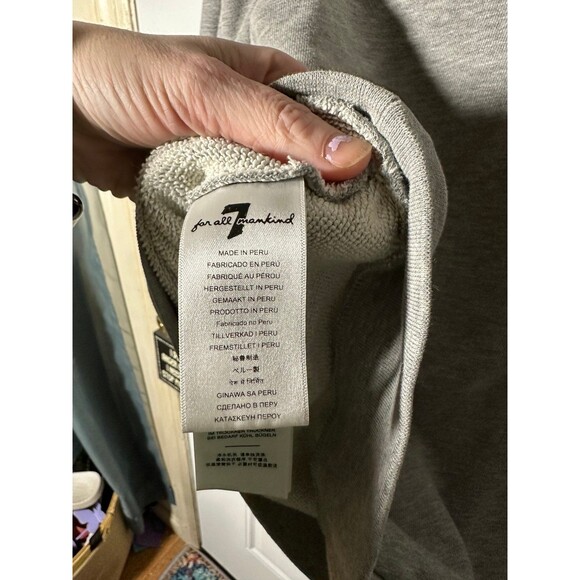 for all 7 mankind
MADE IN PERU
FABRICADO EN PERÚ
FABRIQUÉ AU PÉROU
HERGESTELLT IN PERU
GEMAAKT IN PERU
PRODOTTO IN PERU
Fabricado no Peru
TILLVERKAD I PERU
FREMSTILLET I PERU
秘魯制造
ペルー製
GINAWA SA PERU
СДЕЛАНО В ПЕРУ
ΚΑΤΑΣΚΕΥΗ ΠΕΡΟΥ